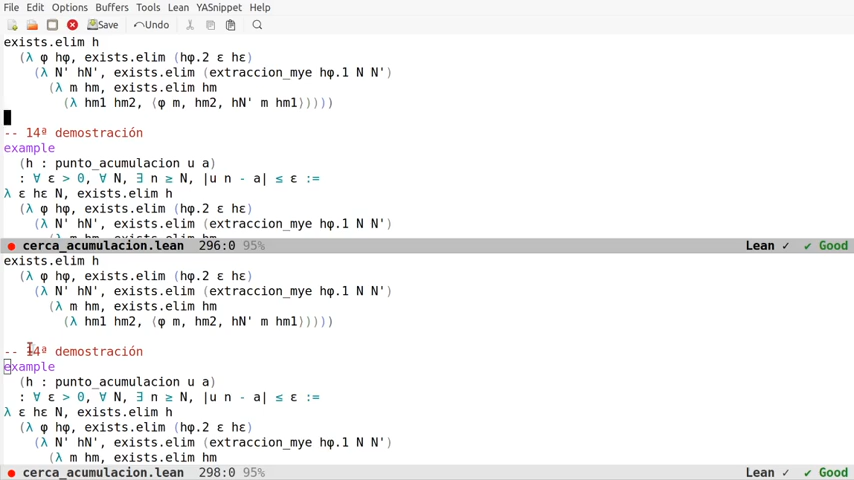 File Edit Options Buffers Tools Lean YASnippet Help
Save Undo
exists.elim h
(λ φ hφ, exists.elim (hφ.2 ε hε)
(λ N' hN', exists.elim (extraccion_mye hφ.1 N N')
(λ m hm, exists.elim hm
(λ hm1 hm2, ⟨φ m, hm2, hN' m hm1⟩))))
-- 14ª demostración
example
(h : punto_acumulacion u a)
: ∀ ε > 0, ∀ N, ∃ n ≥ N, |u n - a| ≤ ε :=
λ ε hε N, exists.elim h
(λ φ hφ, exists.elim (hφ.2 ε hε)
(λ N' hN', exists.elim (extraccion_mye hφ.1 N N')
cerca_acumulacion.lean 296:0 95% Lean ✓ ✔ Good
exists.elim h
(λ φ hφ, exists.elim (hφ.2 ε hε)
(λ N' hN', exists.elim (extraccion_mye hφ.1 N N')
(λ m hm, exists.elim hm
(λ hm1 hm2, ⟨φ m, hm2, hN' m hm1⟩))))
-- 14ª demostración
example
(h : punto_acumulacion u a)
: ∀ ε > 0, ∀ N, ∃ n ≥ N, |u n - a| ≤ ε :=
λ ε hε N, exists.elim h
(λ φ hφ, exists.elim (hφ.2 ε hε)
(λ N' hN', exists.elim (extraccion_mye hφ.1 N N')
(λ m hm, exists.elim hm
cerca_acumulacion.lean 298:0 95% Lean ✓ ✔ Good